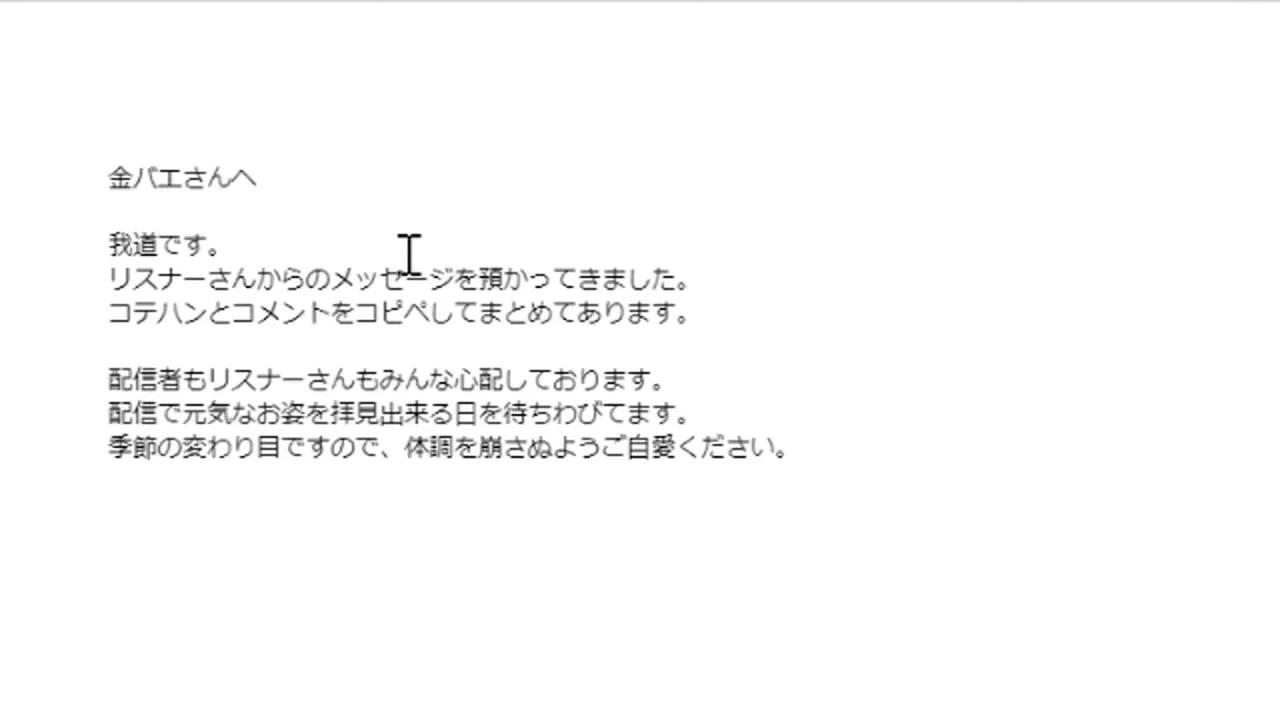 金バエさんへ
我道です。
リスナーさんからのメッセージを預かってきました。
コテハンとコメントをコピペしてまとめてあります。
配信者もリスナーさんもみんな心配しております。
配信で元気なお姿を拝見出来る日を待ちわびてます。
季節の変わり目ですので、体調を崩さぬようご自愛ください。